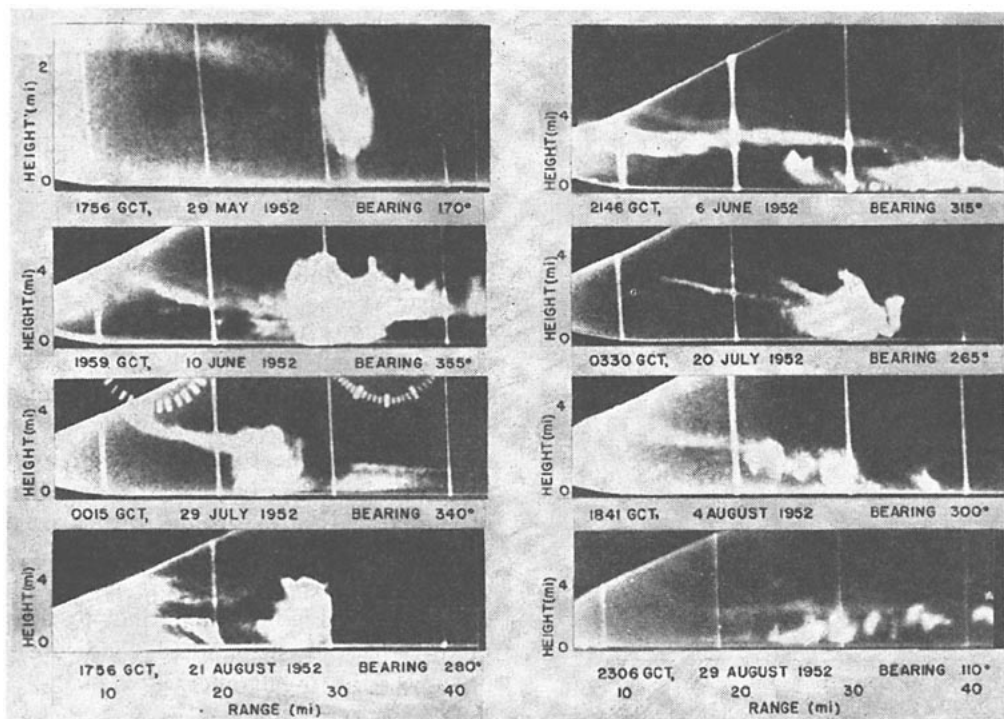 HEIGHT (mi)
2
0
1756 GCT, 29 MAY 1952 BEARING 170°
HEIGHT(mi)
4
0
2146 GCT, 6 JUNE 1952 BEARING 315°
HEIGHT(mi)
4
0
1959 GCT, 10 JUNE 1952 BEARING 355°
HEIGHT(mi)
4
0
0330 GCT, 20 JULY 1952 BEARING 265°
HEIGHT(mi)
4
0
0015 GCT, 29 JULY 1952 BEARING 340°
HEIGHT(mi)
4
0
1841 GCT, 4 AUGUST 1952 BEARING 300°
HEIGHT(mi)
4
0
1756 GCT, 21 AUGUST 1952 BEARING 280°
10 20 30 40
RANGE (mi)
HEIGHT(mi)
4
0
2306 GCT, 29 AUGUST 1952 BEARING 110°
10 20 30 40
RANGE (mi)